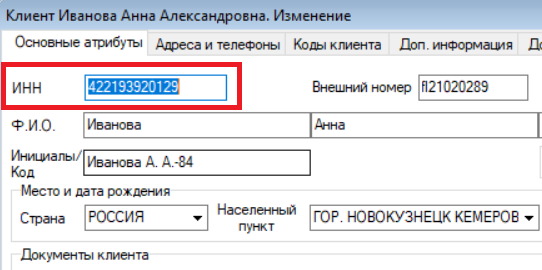 Клиент Иванова Анна Александровна. Изменение
Основные атрибуты Адреса и телефоны Коды клиента Доп. информация
ИНН 422193920129 Внешний номер fl21020289
Ф.И.О. Иванова Анна
Инициалы/Код Иванова А. А.-84
Место и дата рождения
Страна РОССИЯ Населенный пункт ГОР. НОВОКУЗНЕЦК КЕМЕРОВ
Документы клиента